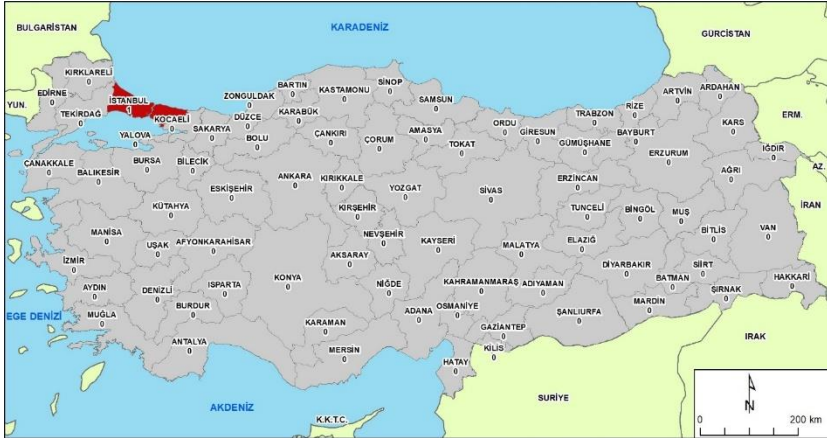 BULGARİSTAN
KARADENİZ
GÜRCİSTAN
KIRKLARELİ
0
EDİRNE
0
TEKİRDAĞ
0
YUN.
İSTANBUL
1
KOCAELİ
0
YALOVA
0
SAKARYA
0
ZONGULDAK
0
DÜZCE
0
BOLU
0
BARTIN
0
KARABÜK
0
KASTAMONU
0
SİNOP
0
SAMSUN
0
ÇANKIRI
0
ÇORUM
0
AMASYA
0
TOKAT
0
ORDU
0
GİRESUN
0
TRABZON
0
GÜMÜŞHANE
0
RİZE
0
BAYBURT
0
ARTVİN
0
ARDAHAN
0
KARS
0
ERM.
IĞDIR
0
AZ.
İRAN
ERZURUM
0
AĞRI
0
ÇANAKKALE
0
BALIKESİR
0
BURSA
0
BİLECİK
0
ESKİŞEHİR
0
KÜTAHYA
0
ANKARA
0
KIRIKKALE
0
KIRŞEHİR
0
YOZGAT
0
SİVAS
0
ERZİNCAN
0
TUNCELİ
0
BİNGÖL
0
MUŞ
0
BİTLİS
0
VAN
0
MANİSA
0
UŞAK
0
AFYONKARAHİSAR
0
İZMİR
0
AYDIN
0
DENİZLİ
0
ISPARTA
0
BURDUR
0
MUĞLA
0
EGE DENİZİ
ANTALYA
0
KONYA
0
AKSARAY
0
NEVŞEHİR
0
KAYSERİ
0
NİĞDE
0
KARAMAN
0
MERSİN
0
ADANA
0
MALATYA
0
ELAZIĞ
0
KAHRAMANMARAŞ
0
ADIYAMAN
0
OSMANİYE
0
GAZİANTEP
0
KİLİS
0
HATAY
0
ŞANLIURFA
0
DİYARBAKIR
0
BATMAN
0
MARDİN
0
SİİRT
0
ŞIRNAK
0
HAKKARİ
0
AKDENİZ
K.K.T.C.
SURİYE
IRAK
N
0
200 km